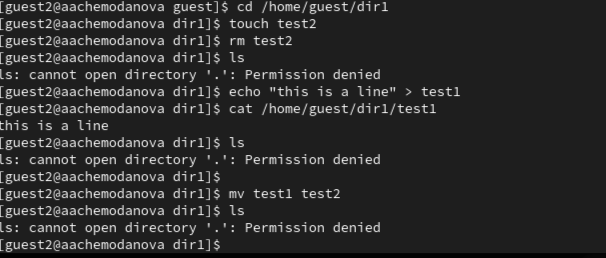 [guest2@aachemodanova guest]$ cd /home/guest/dir1
[guest2@aachemodanova dir1]$ touch test2
[guest2@aachemodanova dir1]$ rm test2
[guest2@aachemodanova dir1]$ ls
ls: cannot open directory '.': Permission denied
[guest2@aachemodanova dir1]$ echo "this is a line" > test1
[guest2@aachemodanova dir1]$ cat /home/guest/dir1/test1
this is a line
[guest2@aachemodanova dir1]$ ls
ls: cannot open directory '.': Permission denied
[guest2@aachemodanova dir1]$
[guest2@aachemodanova dir1]$ mv test1 test2
[guest2@aachemodanova dir1]$ ls
ls: cannot open directory '.': Permission denied
[guest2@aachemodanova dir1]$